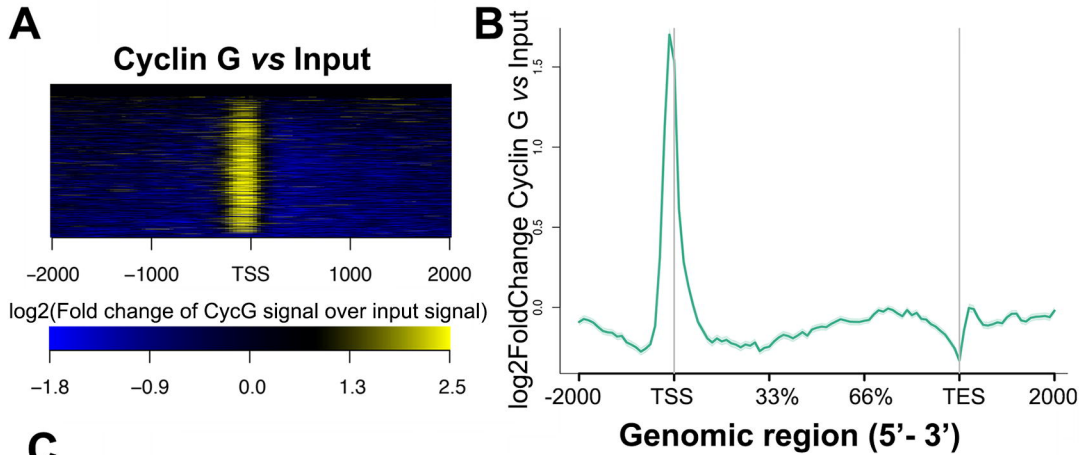 A
Cyclin G vs Input
−2000 −1000 TSS 1000 2000
log2(Fold change of CycG signal over input signal)
−1.8 −0.9 0.0 1.3 2.5
B
log2FoldChange Cyclin G vs Input
1.5
1.0
0.5
0.0
-2000 TSS 33% 66% TES 2000
Genomic region (5’- 3’)
C